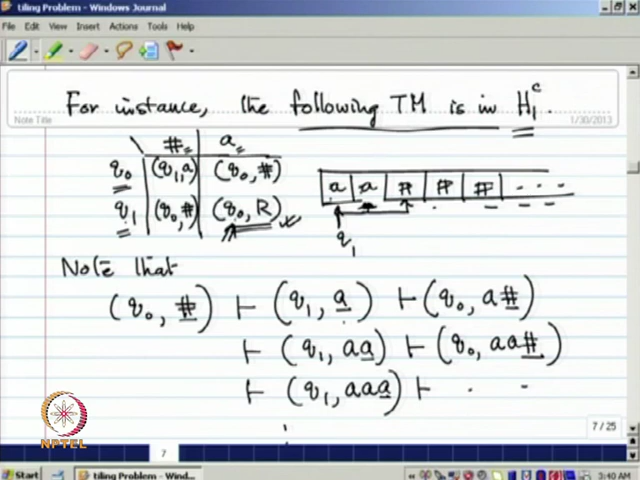 tiling Problem - Windows Journal
File Edit View Insert Actions Tools Help
For instance, the following TM is in H₁ᶜ.
Note Title
1/30/2013
# a
q₀ (q₁, a) (q₀, #)
q₁ (q₀, #) (q₀, R)
a a # # # . . .
q₁
Note that
(q₀, #) ⊢ (q₁, a) ⊢ (q₀, a#)
⊢ (q₁, aa) ⊢ (q₀, aa#)
⊢ (q₁, aaa) ⊢ . .
NPTEL
7 / 25
7
Start tiling Problem - Wind... 3:40 AM